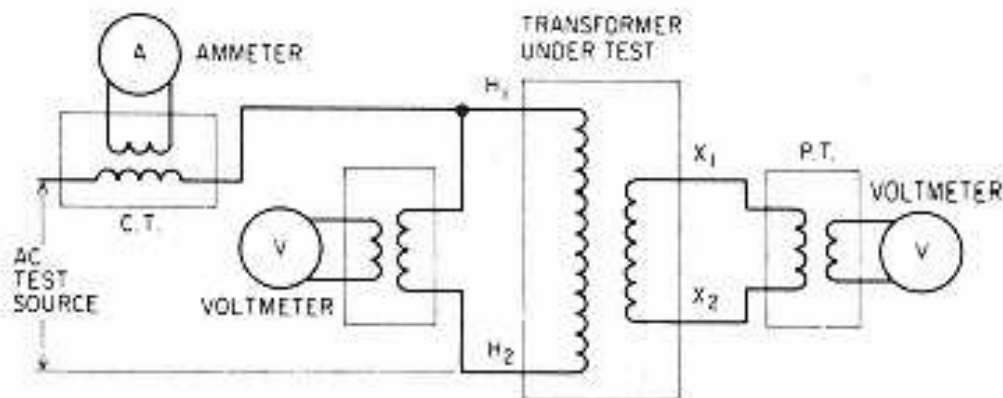 TRANSFORMER
UNDER TEST
A
AMMETER
H₁
X₁
P.T.
VOLTMETER
C.T.
V
V
AC
TEST
SOURCE
VOLTMETER
X₂
H₂